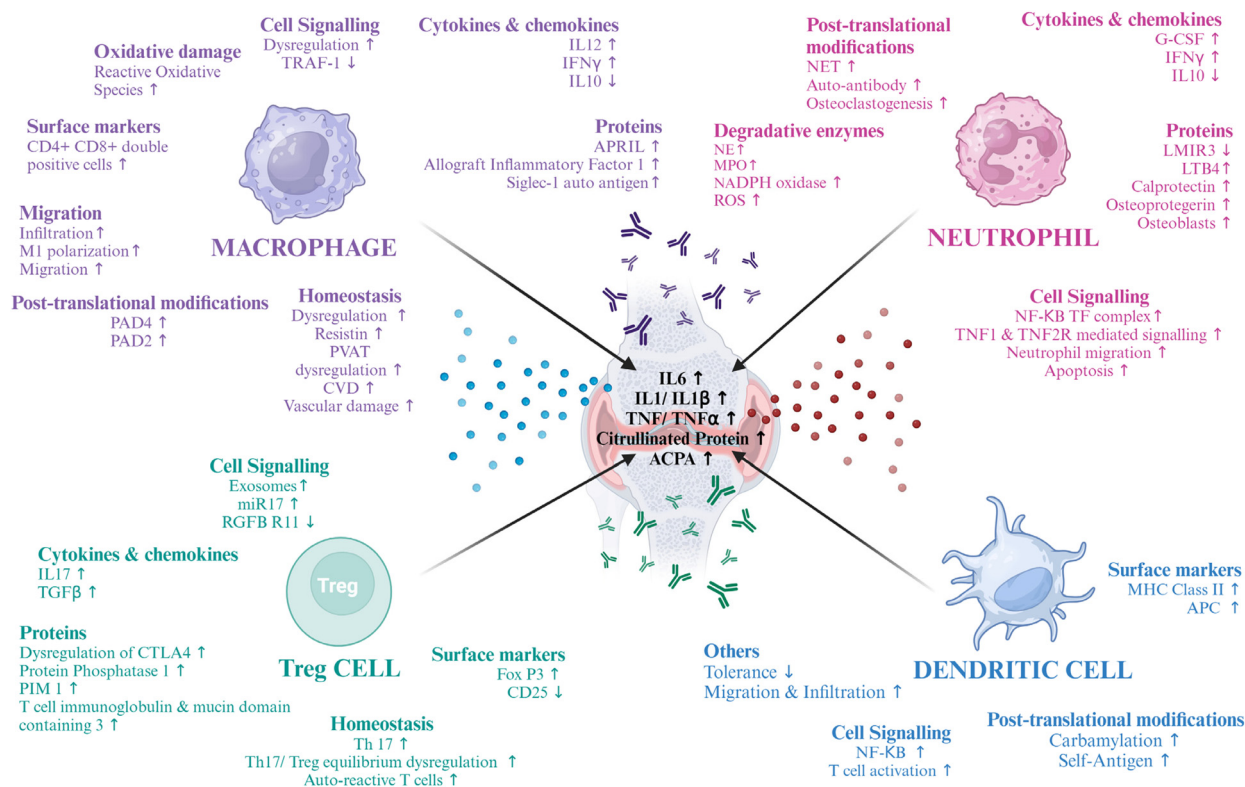 Cell Signalling
Dysregulation ↑
TRAF-1 ↓
Oxidative damage
Reactive Oxidative
Species ↑
Surface markers
CD4+ CD8+ double
positive cells ↑
Migration
Infiltration↑
M1 polarization↑
Migration ↑
MACROPHAGE
Post-translational modifications
PAD4 ↑
PAD2 ↑
Homeostasis
Dysregulation ↑
Resistin ↑
PVAT
dysregulation ↑
CVD ↑
Vascular damage ↑
Cytokines & chemokines
IL12 ↑
IFNγ ↑
IL10 ↓
Proteins
APRIL ↑
Allograft Inflammatory Factor 1 ↑
Siglec-1 auto antigen↑
Post-translational
modifications
NET ↑
Auto-antibody ↑
Osteoclastogenesis ↑
Degradative enzymes
NE↑
MPO↑
NADPH oxidase ↑
ROS ↑
Cytokines & chemokines
G-CSF ↑
IFNγ ↑
IL10 ↓
Proteins
LMIR3 ↓
LTB4↑
Calprotectin ↑
Osteoprotegerin ↑
Osteoblasts ↑
NEUTROPHIL
Cell Signalling
NF-KB TF complex↑
TNF1 & TNF2R mediated signalling ↑
Neutrophil migration ↑
Apoptosis ↑
IL6 ↑
IL1/ IL1β ↑
TNF/ TNFα ↑
Citrullinated Protein ↑
ACPA ↑
Cell Signalling
Exosomes↑
miR17 ↑
RGFB R11 ↓
Cytokines & chemokines
IL17 ↑
TGFβ ↑
Treg
Treg CELL
Proteins
Dysregulation of CTLA4 ↑
Protein Phosphatase 1 ↑
PIM 1 ↑
T cell immunoglobulin & mucin domain
containing 3 ↑
Surface markers
Fox P3 ↑
CD25 ↓
Homeostasis
Th 17 ↑
Th17/ Treg equilibrium dysregulation ↑
Auto-reactive T cells ↑
Surface markers
MHC Class II ↑
APC ↑
DENDRITIC CELL
Others
Tolerance ↓
Migration & Infiltration ↑
Cell Signalling
NF-KB ↑
T cell activation ↑
Post-translational modifications
Carbamylation ↑
Self-Antigen ↑